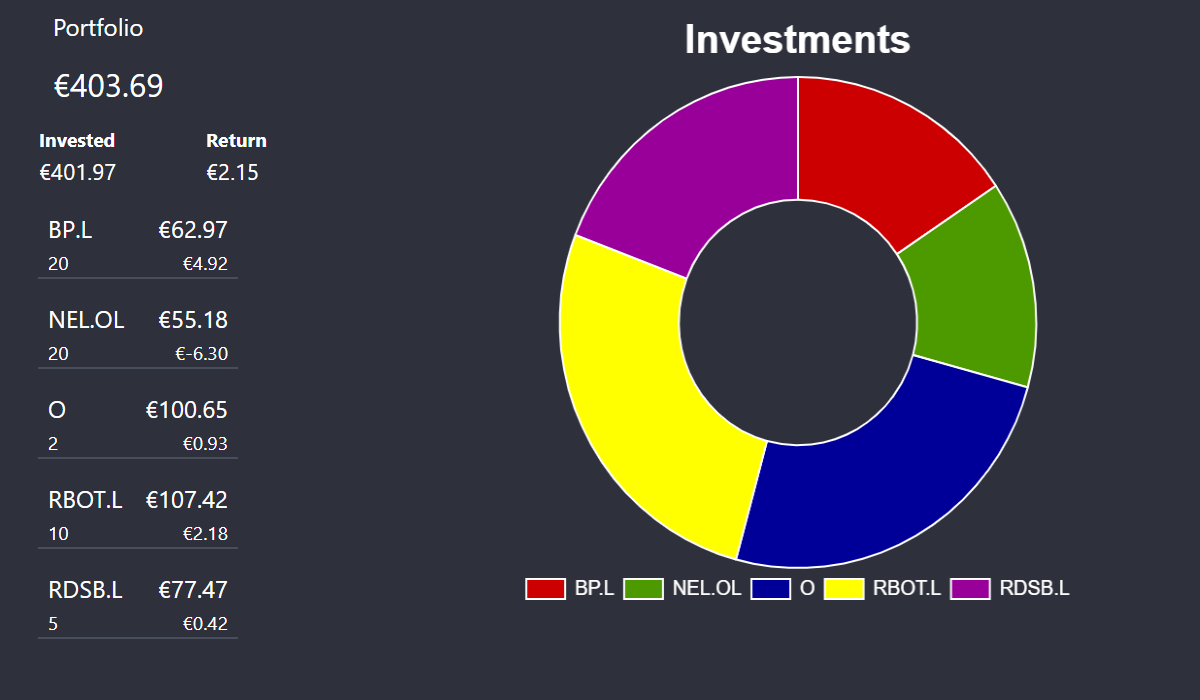 Portfolio
€403.69
Invested Return
€401.97 €2.15
BP.L €62.97
20 €4.92
NEL.OL €55.18
20 €-6.30
O €100.65
2 €0.93
RBOT.L €107.42
10 €2.18
RDSB.L €77.47
5 €0.42
Investments
BP.L NEL.OL O RBOT.L RDSB.L